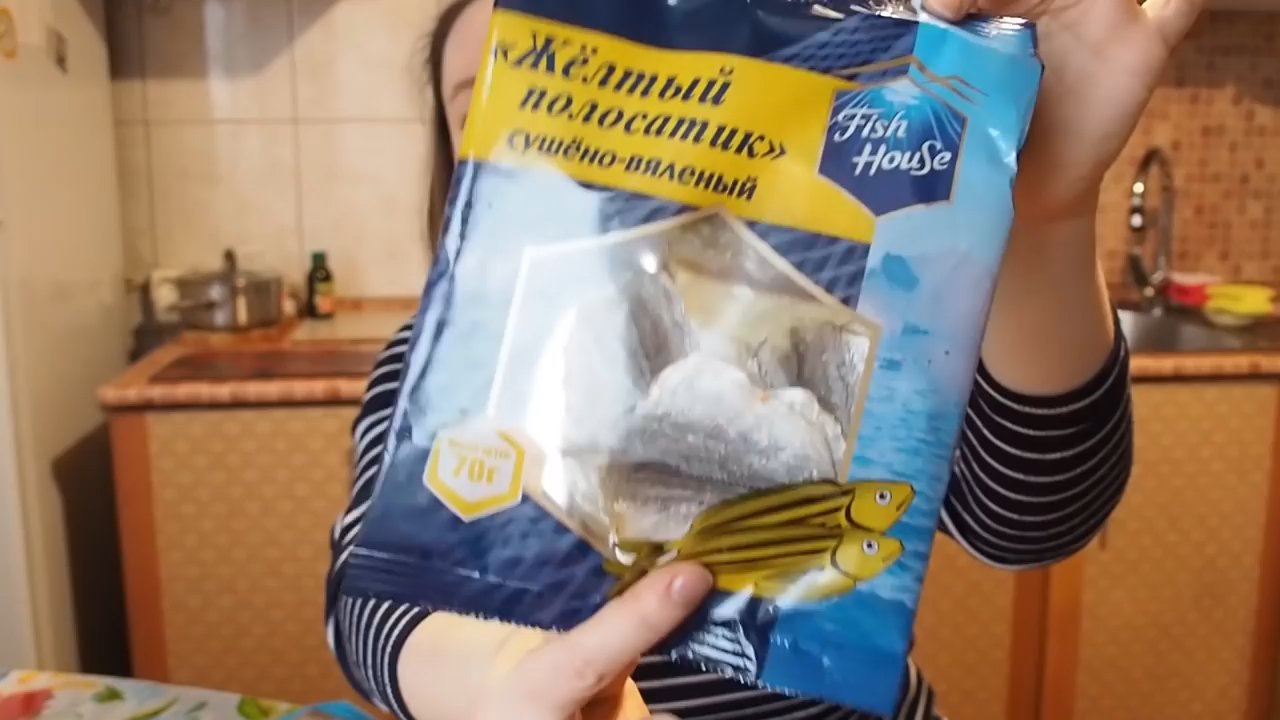 «Жёлтый
полосатик»
сушёно-вяленый
Fish
House
70г